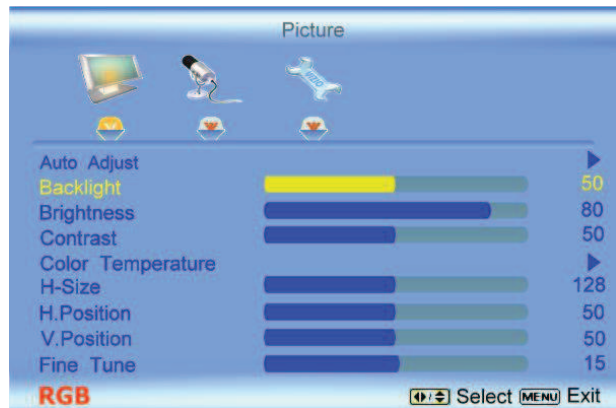 Picture
VIZIO
Auto Adjust
Backlight 50
Brightness 80
Contrast 50
Color Temperature
H-Size 128
H.Position 50
V.Position 50
Fine Tune 15
RGB Select MENU Exit